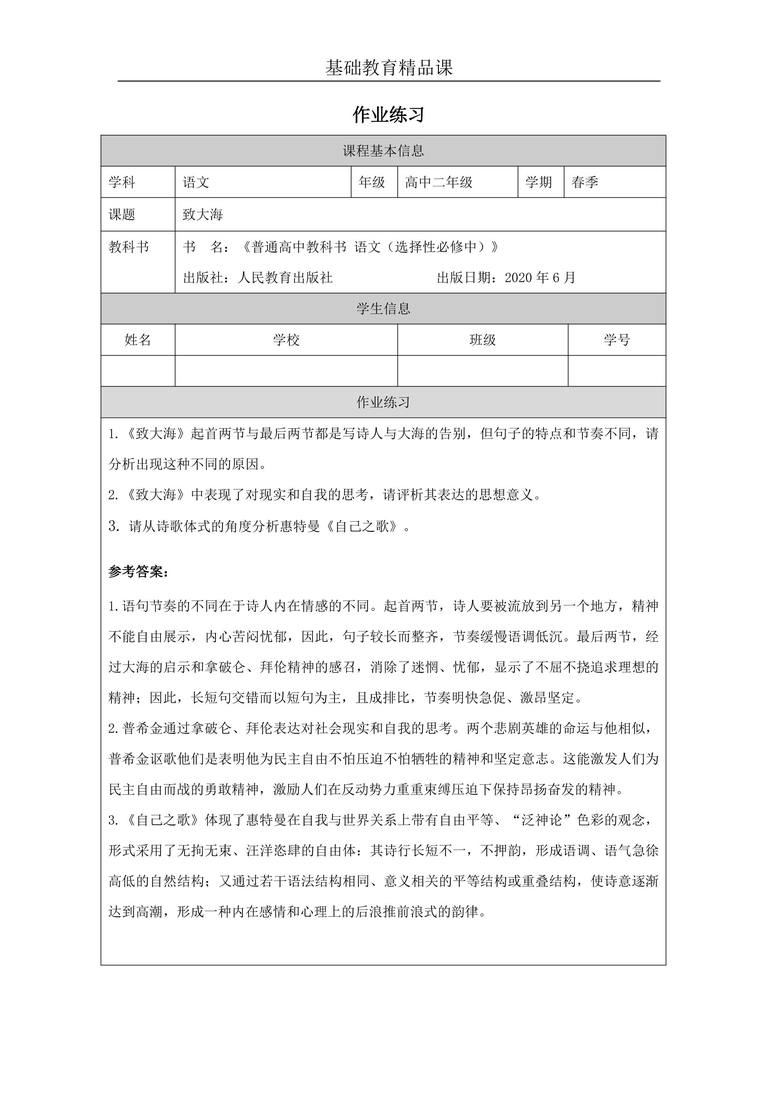 基础教育精品课
作业练习
课程基本信息
学科 语文 年级 高中二年级 学期 春季
课题 致大海
教科书 书 名：《普通高中教科书 语文（选择性必修中）》
出版社：人民教育出版社 出版日期：2020 年 6 月
学生信息
姓名 学校 班级 学号
作业练习
1.《致大海》起首两节与最后两节都是写诗人与大海的告别，但句子的特点和节奏不同，请
分析出现这种不同的原因。
2.《致大海》中表现了对现实和自我的思考，请评析其表达的思想意义。
3. 请从诗歌体式的角度分析惠特曼《自己之歌》。
参考答案：
1.语句节奏的不同在于诗人内在情感的不同。起首两节，诗人要被流放到另一个地方，精神
不能自由展示，内心苦闷忧郁，因此，句子较长而整齐，节奏缓慢语调低沉。最后两节，经
过大海的启示和拿破仑、拜伦精神的感召，消除了迷惘、忧郁，显示了不屈不挠追求理想的
精神；因此，长短句交错而以短句为主，且成排比，节奏明快急促、激昂坚定。
2.普希金通过拿破仑、拜伦表达对社会现实和自我的思考。两个悲剧英雄的命运与他相似，
普希金讴歌他们是表明他为民主自由不怕压迫不怕牺牲的精神和坚定意志。这能激发人们为
民主自由而战的勇敢精神，激励人们在反动势力重重束缚压迫下保持昂扬奋发的精神。
3.《自己之歌》体现了惠特曼在自我与世界关系上带有自由平等、“泛神论”色彩的观念，
形式采用了无拘无束、汪洋恣肆的自由体：其诗行长短不一，不押韵，形成语调、语气急徐
高低的自然结构；又通过若干语法结构相同、意义相关的平等结构或重叠结构，使诗意逐渐
达到高潮，形成一种内在感情和心理上的后浪推前浪式的韵律。